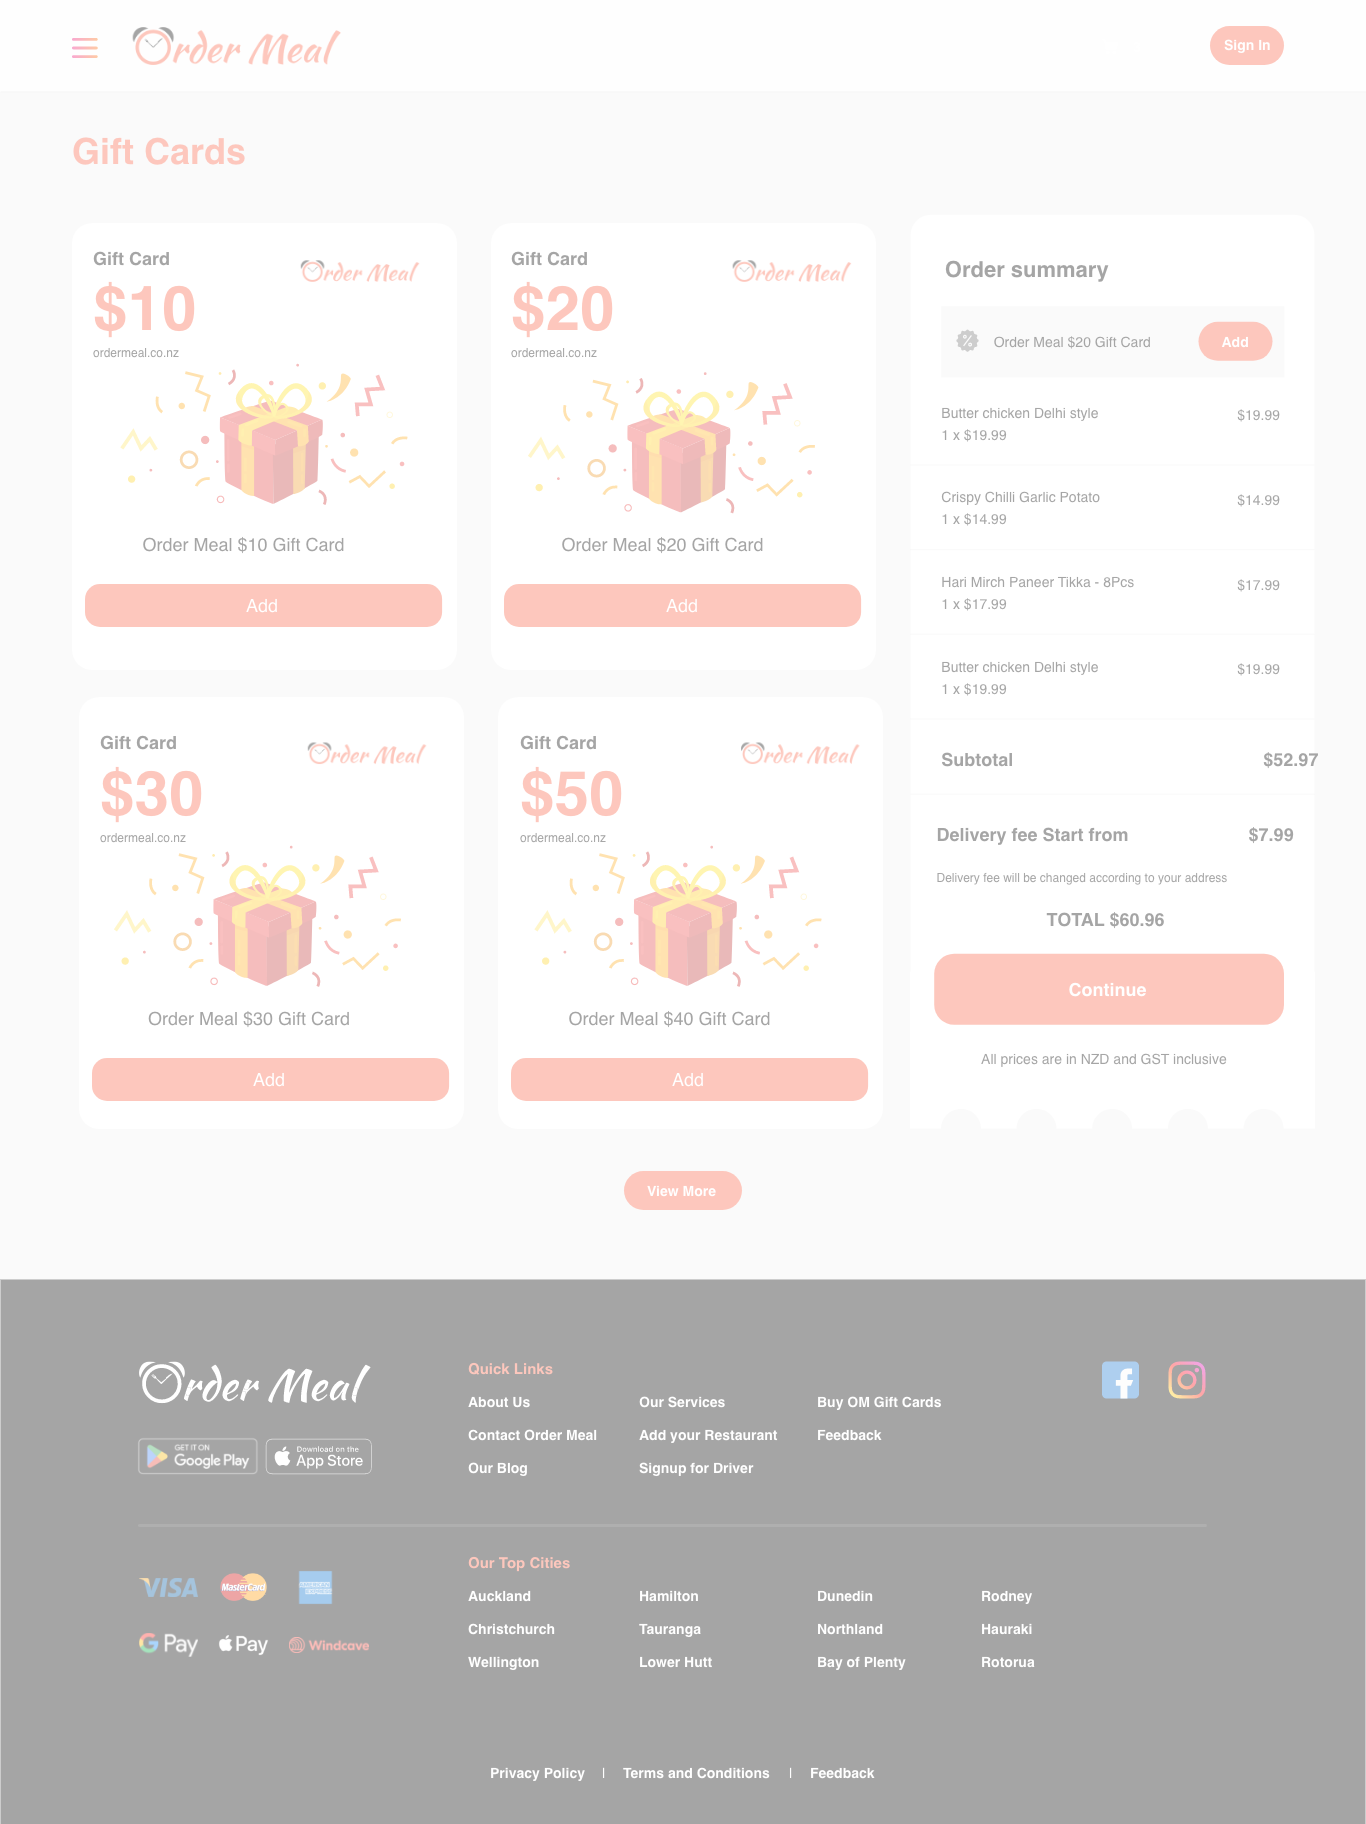 Order Meal
Sign In
Gift Cards
Gift Card
$10
ordermeal.co.nz
Order Meal
Order Meal $10 Gift Card
Add
Gift Card
$20
ordermeal.co.nz
Order Meal
Order Meal $20 Gift Card
Add
Gift Card
$30
ordermeal.co.nz
Order Meal
Order Meal $30 Gift Card
Add
Gift Card
$50
ordermeal.co.nz
Order Meal
Order Meal $40 Gift Card
Add
Order summary
Order Meal $20 Gift Card Add
Butter chicken Delhi style $19.99
1 x $19.99
Crispy Chilli Garlic Potato $14.99
1 x $14.99
Hari Mirch Paneer Tikka - 8Pcs $17.99
1 x $17.99
Butter chicken Delhi style $19.99
1 x $19.99
Subtotal $52.97
Delivery fee Start from $7.99
Delivery fee will be changed according to your address
TOTAL $60.96
Continue
All prices are in NZD and GST inclusive
View More
Order Meal
GET IT ON
Google Play
Download on the
App Store
Quick Links
About Us Our Services Buy OM Gift Cards
Contact Order Meal Add your Restaurant Feedback
Our Blog Signup for Driver
VISA MasterCard AMERICAN EXPRESS
G Pay Pay Windcave
Our Top Cities
Auckland Hamilton Dunedin Rodney
Christchurch Tauranga Northland Hauraki
Wellington Lower Hutt Bay of Plenty Rotorua
Privacy Policy | Terms and Conditions | Feedback